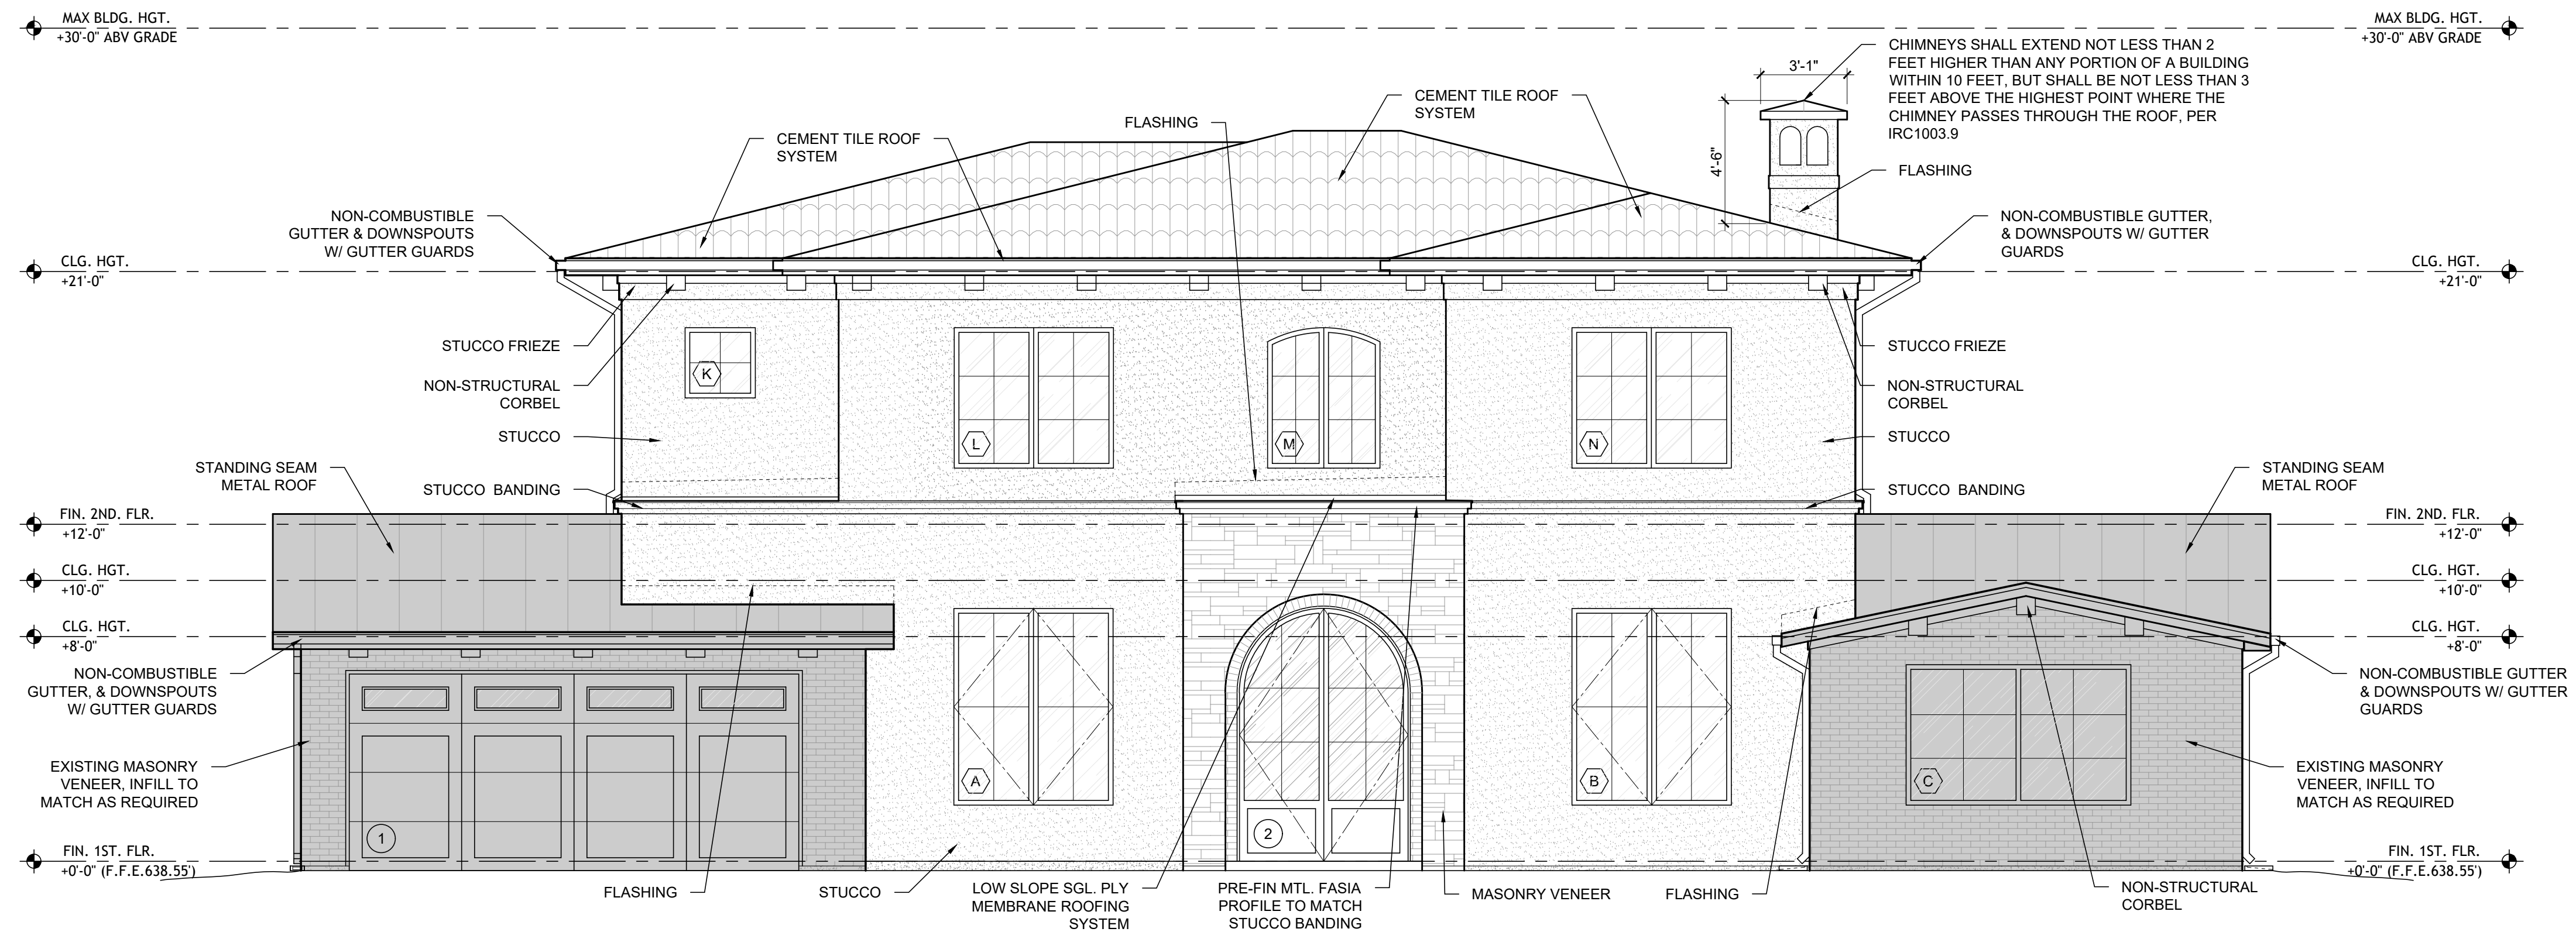 MAX BLDG. HGT.
+30'-0" ABV GRADE
MAX BLDG. HGT.
+30'-0" ABV GRADE
CHIMNEYS SHALL EXTEND NOT LESS THAN 2
FEET HIGHER THAN ANY PORTION OF A BUILDING
WITHIN 10 FEET, BUT SHALL BE NOT LESS THAN 3
FEET ABOVE THE HIGHEST POINT WHERE THE
CHIMNEY PASSES THROUGH THE ROOF, PER
IRC1003.9
3'-1"
4'-6"
FLASHING
CEMENT TILE ROOF
SYSTEM
FLASHING
CEMENT TILE ROOF
SYSTEM
NON-COMBUSTIBLE
GUTTER & DOWNSPOUTS
W/ GUTTER GUARDS
NON-COMBUSTIBLE GUTTER,
& DOWNSPOUTS W/ GUTTER
GUARDS
CLG. HGT.
+21'-0"
CLG. HGT.
+21'-0"
STUCCO FRIEZE
STUCCO FRIEZE
NON-STRUCTURAL
CORBEL
NON-STRUCTURAL
CORBEL
K
L
M
N
STUCCO
STUCCO
STANDING SEAM
METAL ROOF
STANDING SEAM
METAL ROOF
STUCCO BANDING
STUCCO BANDING
FIN. 2ND. FLR.
+12'-0"
FIN. 2ND. FLR.
+12'-0"
CLG. HGT.
+10'-0"
CLG. HGT.
+10'-0"
CLG. HGT.
+8'-0"
CLG. HGT.
+8'-0"
NON-COMBUSTIBLE
GUTTER, & DOWNSPOUTS
W/ GUTTER GUARDS
NON-COMBUSTIBLE GUTTER
& DOWNSPOUTS W/ GUTTER
GUARDS
EXISTING MASONRY
VENEER, INFILL TO
MATCH AS REQUIRED
EXISTING MASONRY
VENEER, INFILL TO
MATCH AS REQUIRED
A
B
C
1
2
FIN. 1ST. FLR.
+0'-0" (F.F.E.638.55')
FIN. 1ST. FLR.
+0'-0" (F.F.E.638.55')
FLASHING
STUCCO
LOW SLOPE SGL. PLY
MEMBRANE ROOFING
SYSTEM
PRE-FIN MTL. FASIA
PROFILE TO MATCH
STUCCO BANDING
MASONRY VENEER
FLASHING
NON-STRUCTURAL
CORBEL